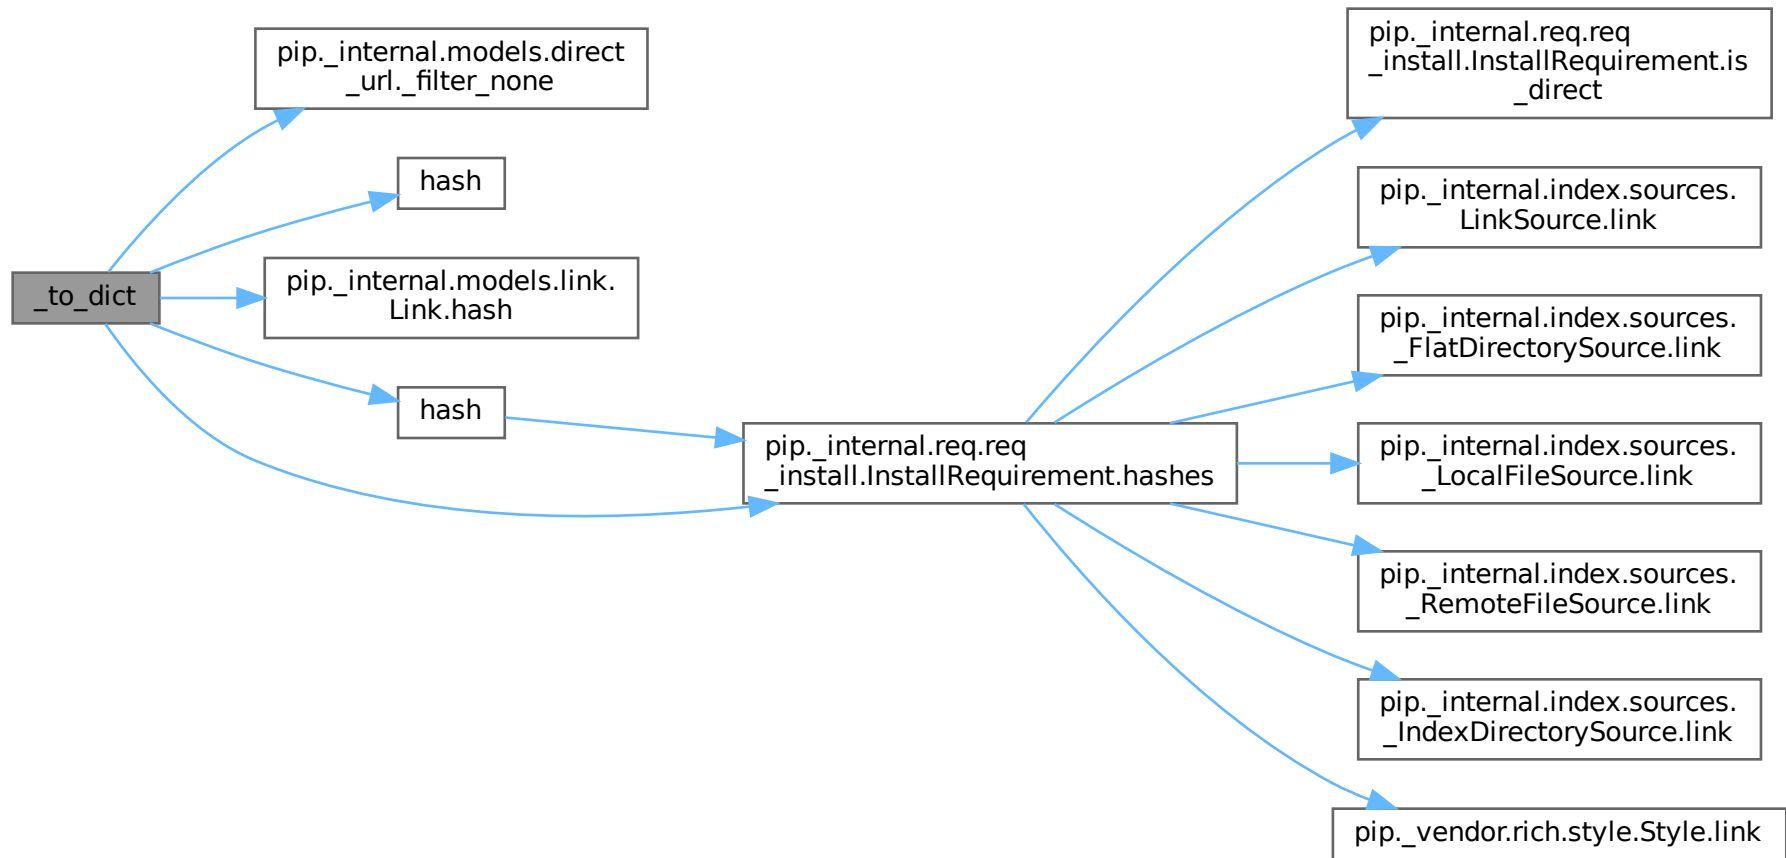 _to_dict
pip._internal.models.direct
_url._filter_none
hash
pip._internal.models.link.
Link.hash
hash
pip._internal.req.req
_install.InstallRequirement.hashes
pip._internal.req.req
_install.InstallRequirement.is
_direct
pip._internal.index.sources.
LinkSource.link
pip._internal.index.sources.
_FlatDirectorySource.link
pip._internal.index.sources.
_LocalFileSource.link
pip._internal.index.sources.
_RemoteFileSource.link
pip._internal.index.sources.
_IndexDirectorySource.link
pip._vendor.rich.style.Style.link